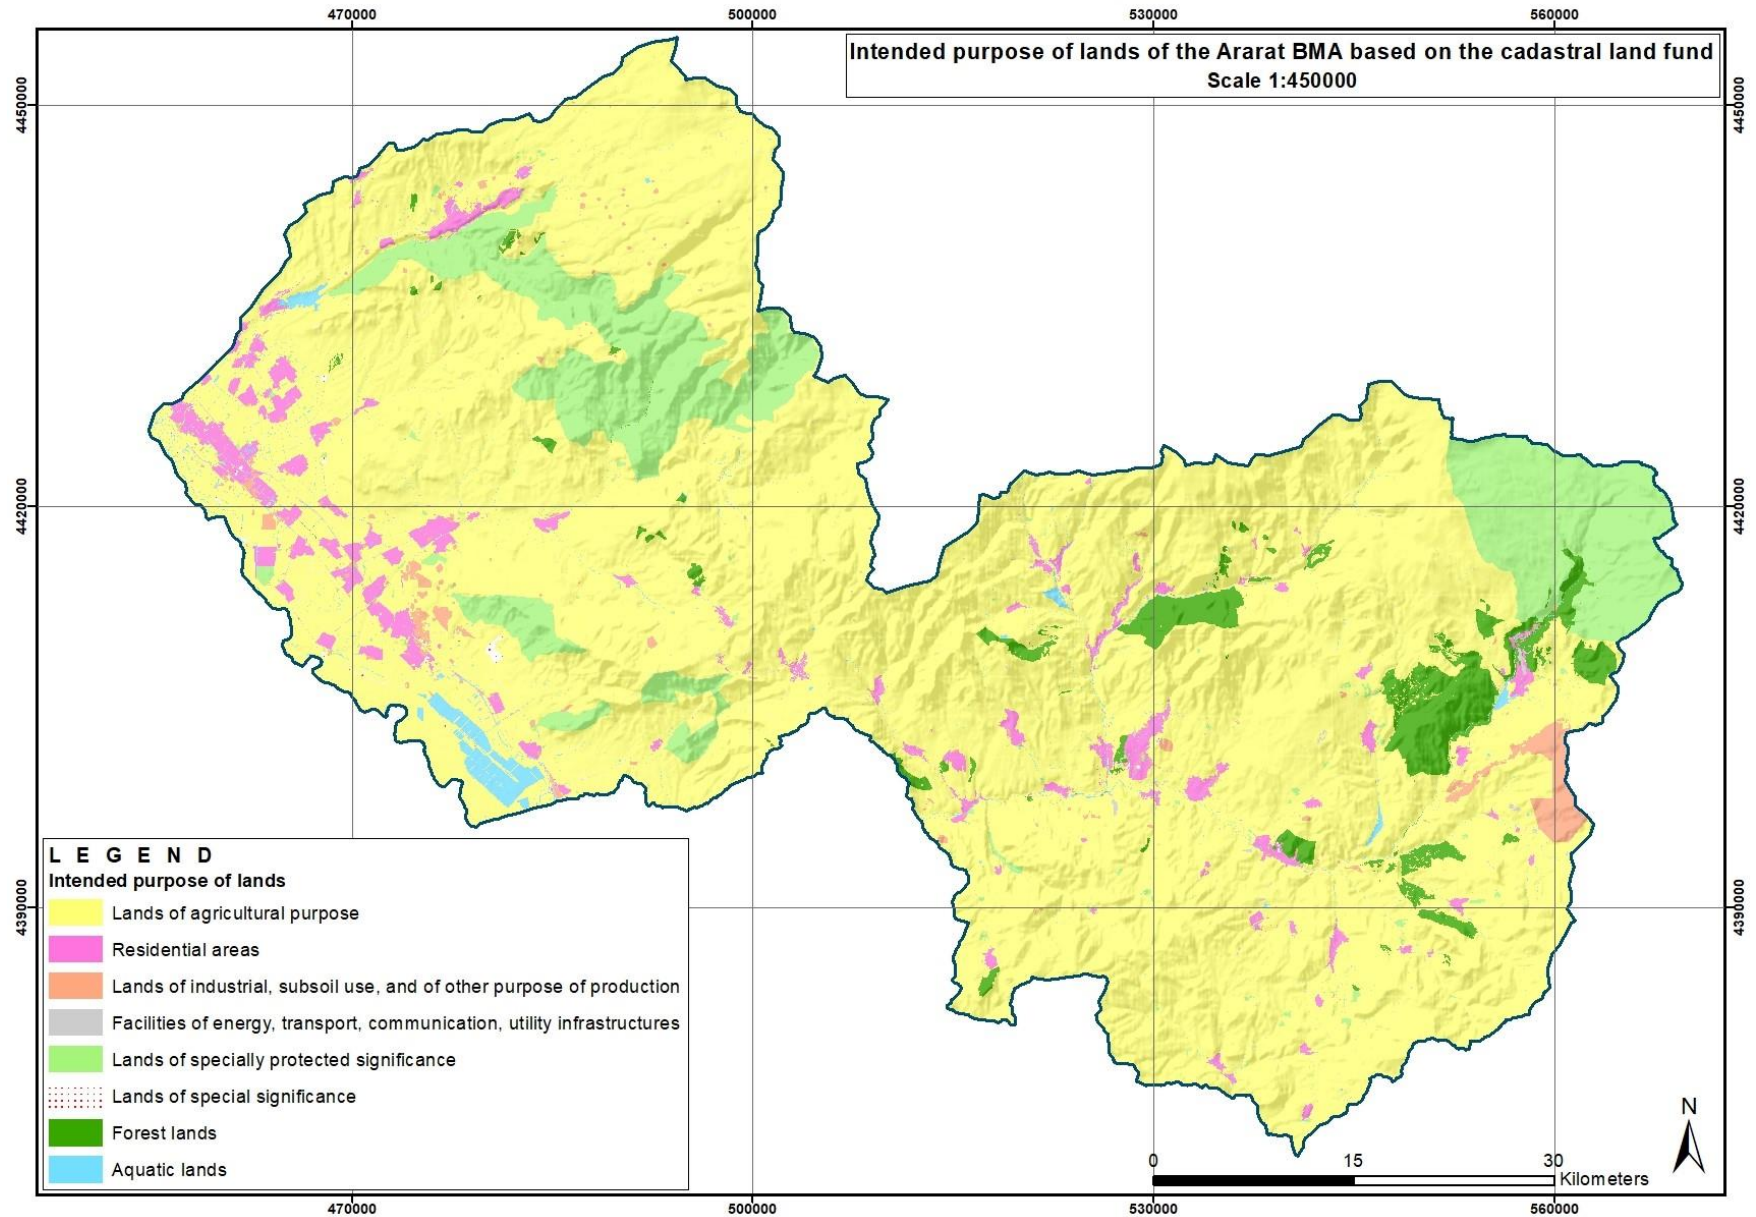 470000
500000
530000
560000
Intended purpose of lands of the Ararat BMA based on the cadastral land fund
Scale 1:450000
4450000
4450000
4420000
4420000
4390000
4390000
L E G E N D
Intended purpose of lands
Lands of agricultural purpose
Residential areas
Lands of industrial, subsoil use, and of other purpose of production
Facilities of energy, transport, communication, utility infrastructures
Lands of specially protected significance
Lands of special significance
Forest lands
Aquatic lands
N
0
15
30
Kilometers
470000
500000
530000
560000